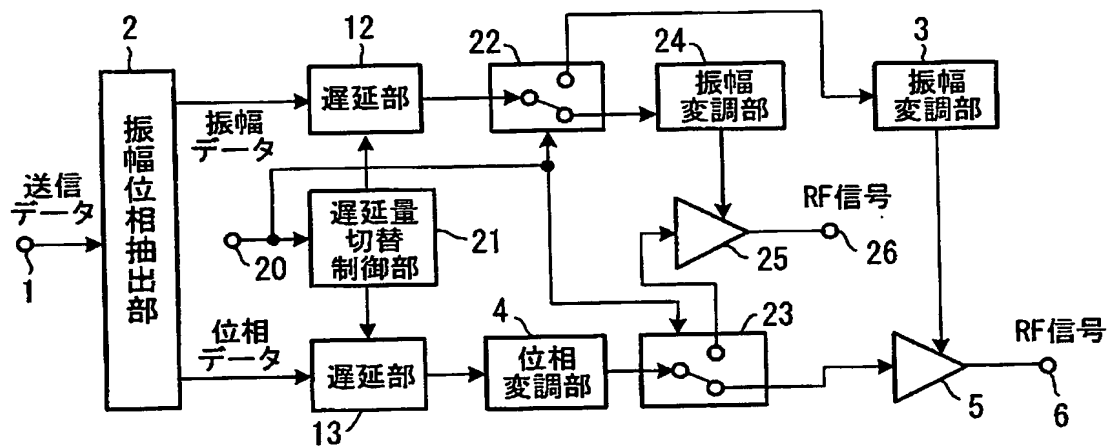 2
12
22
24
3
遅延部
振幅
変調部
振幅
変調部
振幅
データ
送信
データ
1
振幅位相抽出部
20
遅延量
切替
制御部
21
RF信号
25
26
位相
データ
遅延部
13
4
位相
変調部
23
RF信号
5
6